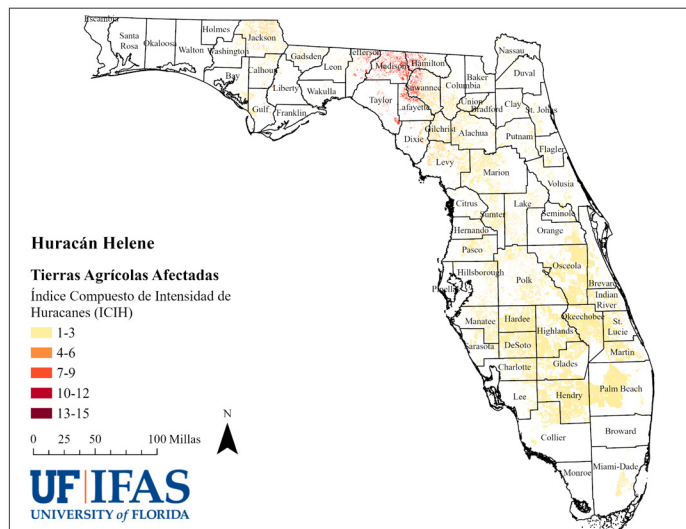 Escambia
Santa
Rosa
Okaloosa
Walton
Holmes
Washington
Jackson
Bay
Calhoun
Gulf
Liberty
Gadsden
Franklin
Leon
Wakulla
Jefferson
Madison
Taylor
Hamilton
Suwannee
Lafayette
Dixie
Columbia
Gilchrist
Baker
Union
Bradford
Nassau
Duval
Clay
St. Johns
Alachua
Putnam
Flagler
Levy
Marion
Volusia
Citrus
Sumter
Lake
Seminole
Hernando
Orange
Pasco
Hillsborough
Pinellas
Polk
Osceola
Brevard
Indian
River
Manatee
Hardee
Okeechobee
Highlands
St.
Lucie
Sarasota
DeSoto
Martin
Charlotte
Glades
Lee
Hendry
Palm Beach
Collier
Broward
Monroe
Miami-Dade
Huracán Helene
Tierras Agrícolas Afectadas
Índice Compuesto de Intensidad de
Huracanes (ICIH)
1-3
4-6
7-9
10-12
13-15
N
0 25 50 100 Millas
UF|IFAS
UNIVERSITY of FLORIDA